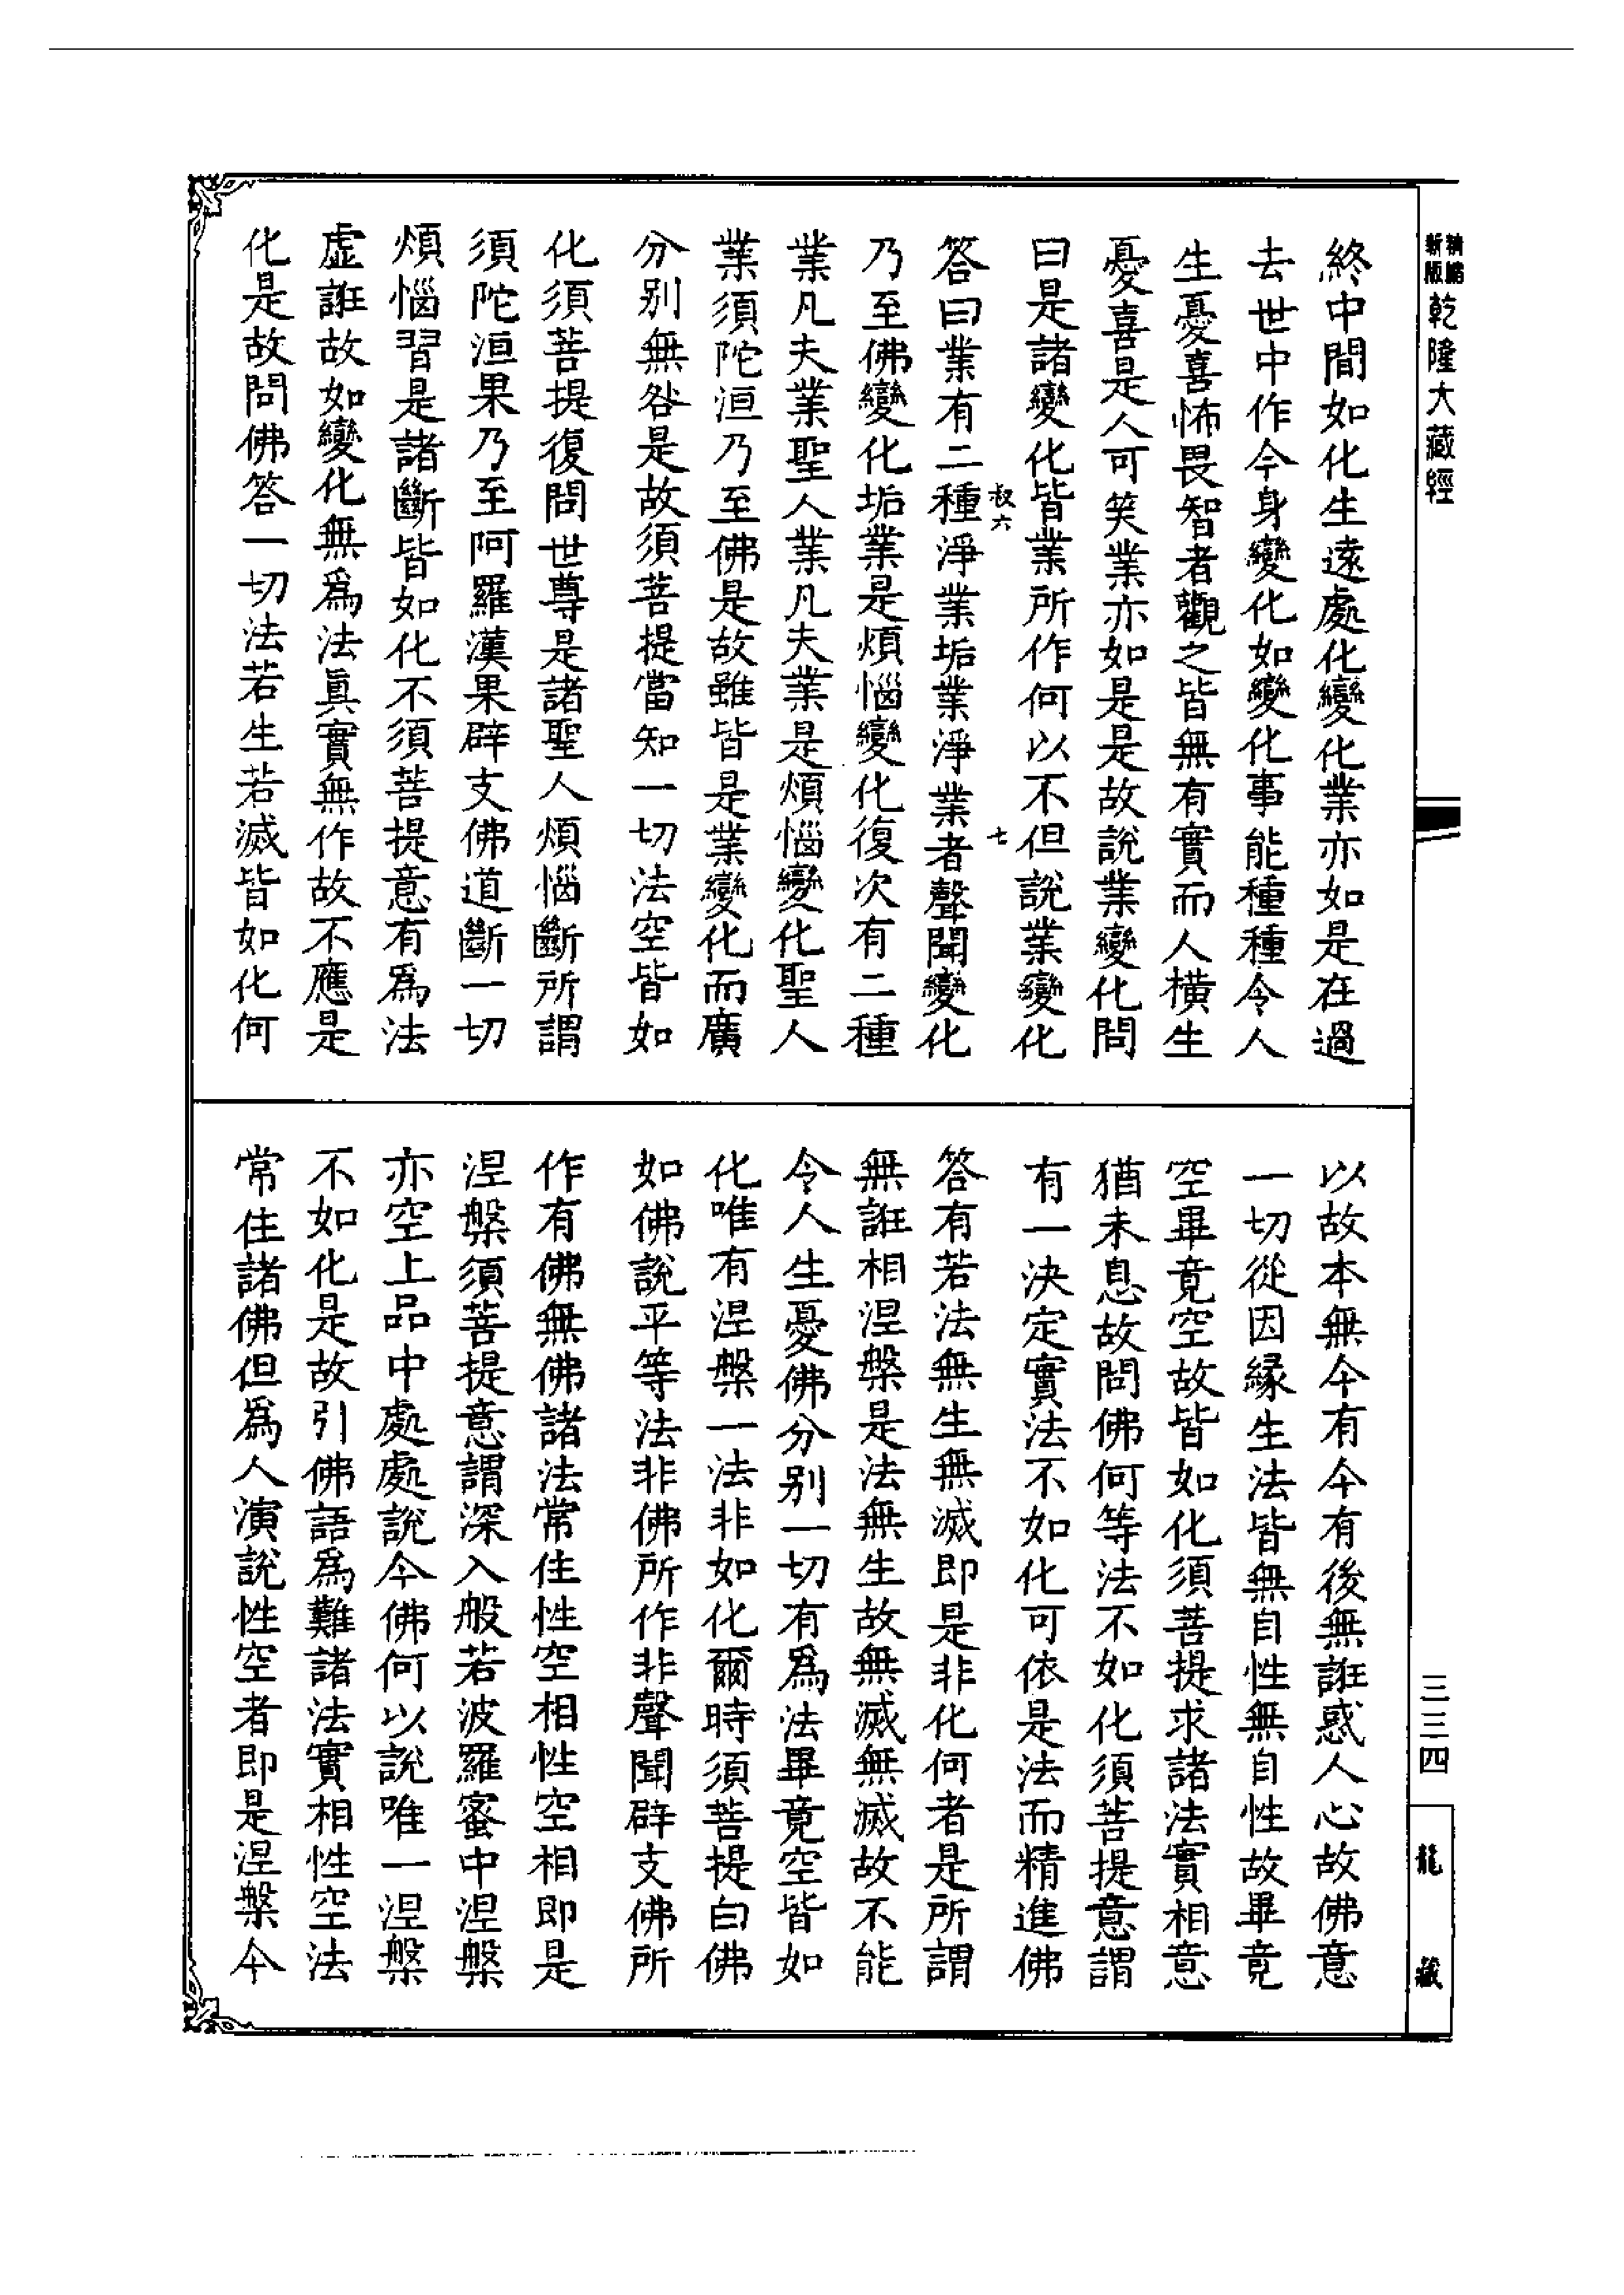 精縮
新版
乾隆大藏經
終中間如化生遠處化變化業亦如是在過
去世中作今身變化如變化事能種種令人
生憂喜怖畏智者觀之皆無有實而人橫生
憂喜是人可笑業亦如是是故說業變化問
曰是諸變化皆業所作何以不但說業變化
叔六
七
答曰業有二種淨業垢業淨業者聲聞變化
乃至佛變化垢業是煩惱變化復次有二種
業凡夫業聖人業凡夫業是煩惱變化聖人
業須陀洹乃至佛是故雖皆是業變化而廣
分別無咎是故須菩提當知一切法空皆如
化須菩提復問世尊是諸聖人煩惱斷所謂
須陀洹果乃至阿羅漢果辟支佛道斷一切
煩惱習是諸斷皆如化不須菩提意有為法
虛誑故如變化無為法真實無作故不應是
化是故問佛答一切法若生若滅皆如化何
以故本無今有今有後無誑惑人心故佛意
一切從因緣生法皆無自性無自性故畢竟
空畢竟空故皆如化須菩提求諸法實相意
猶未息故問佛何等法不如化須菩提意謂
有一決定實法不如化可依是法而精進佛
答有若法無生無滅即是非化何者是所謂
無誑相涅槃是法無生故無滅無滅故不能
令人生憂佛分別一切有為法畢竟空皆如
化唯有涅槃一法非如化爾時須菩提白佛
如佛說平等法非佛所作非聲聞辟支佛所
作有佛無佛諸法常住性空相性空相即是
涅槃須菩提意謂深入般若波羅蜜中涅槃
亦空上品中處處說今佛何以說唯一涅槃
不如化是故引佛語為難諸法實相性空法
常住諸佛但為人演說性空者即是涅槃今
三三四
龍藏